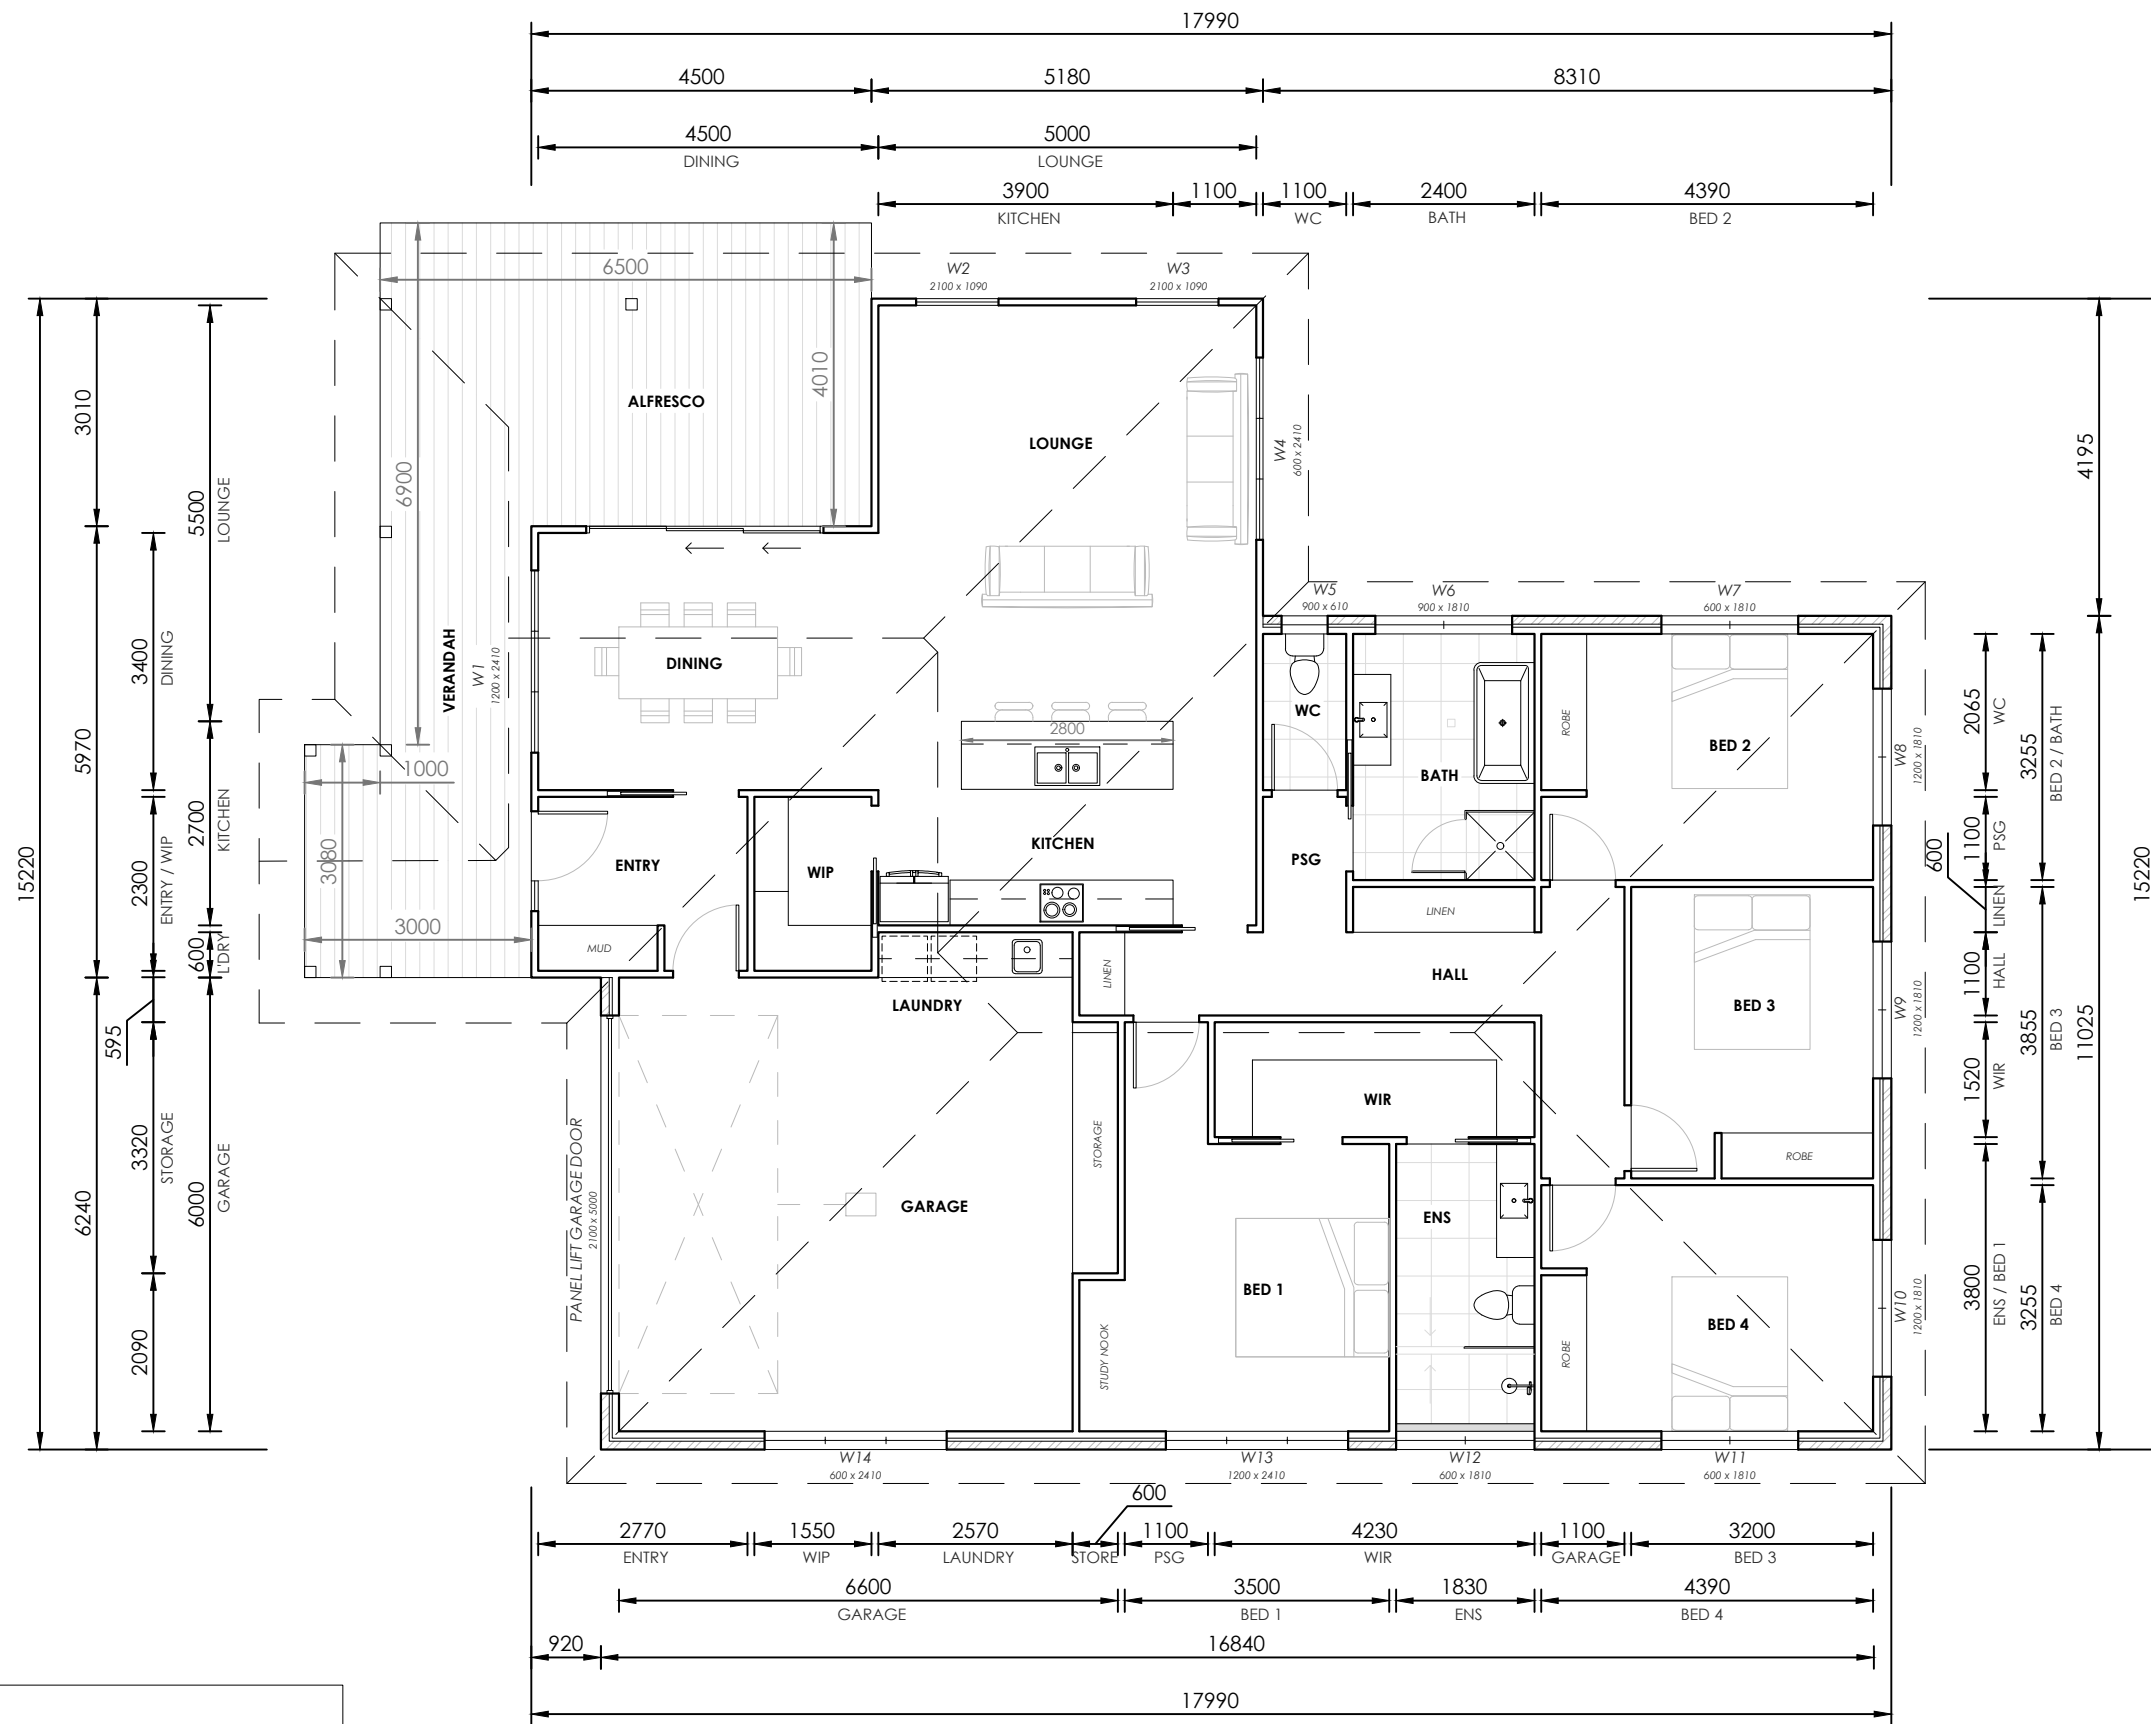 17990
4500 5180 8310
4500 5000
DINING LOUNGE
3900 1100 1100 2400 4390
KITCHEN WC BATH BED 2
6500
W2 W3
2100 x 1090 2100 x 1090
4010
6900
ALFRESCO
LOUNGE
W4
600 x 2410
15220
3010
5970
6240
3400
DINING
2300
ENTRY / WIP
595
3320
STORAGE
2090
5500
LOUNGE
2700
KITCHEN
600
L'DRY
6000
GARAGE
VERANDAH
W1
1200 x 2410
DINING
1000
3080
3000
2800
W5 W6 W7
900 x 610 900 x 1810 600 x 1810
WC
BATH
ROBE
BED 2
W8
1200 x 1810
ENTRY
WIP
KITCHEN
PSG
LINEN
MUD
LINEN
HALL
LAUNDRY
BED 3
W9
1200 x 1810
WIR
STORAGE
ROBE
PANEL LIFT GARAGE DOOR
2100 x 5000
GARAGE
ENS
BED 1
STUDY NOOK
ROBE
BED 4
W10
1200 x 1810
W14 W13 W12 W11
600 x 2410 1200 x 2410 600 x 1810 600 x 1810
4195
11025
15220
2065
WC
1100
PSG
600
LINEN
1100
HALL
1520
WIR
3800
ENS / BED 1
3255
BED 2 / BATH
3855
BED 3
3255
BED 4
600
2770 1550 2570 1100 4230 1100 3200
ENTRY WIP LAUNDRY STORE PSG WIR GARAGE BED 3
6600 3500 1830 4390
GARAGE BED 1 ENS BED 4
920 16840
17990